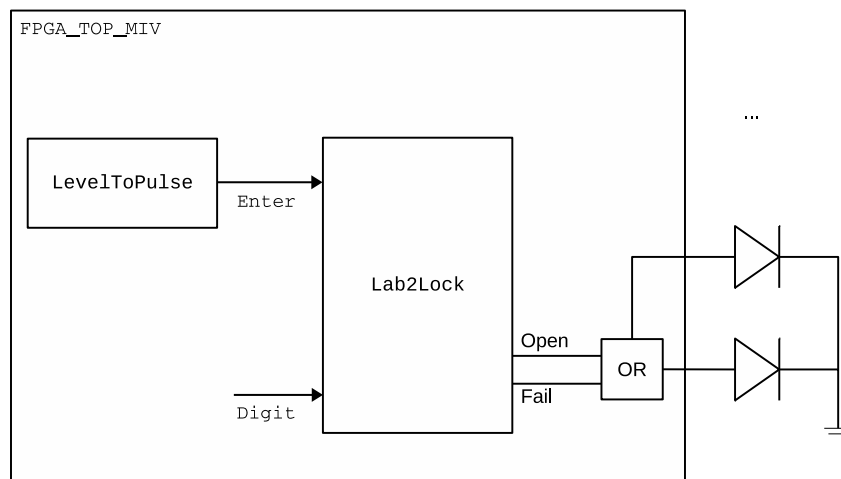 FPGA_TOP_MIV
...
LevelToPulse
Enter
Lab2Lock
Open
OR
Fail
Digit